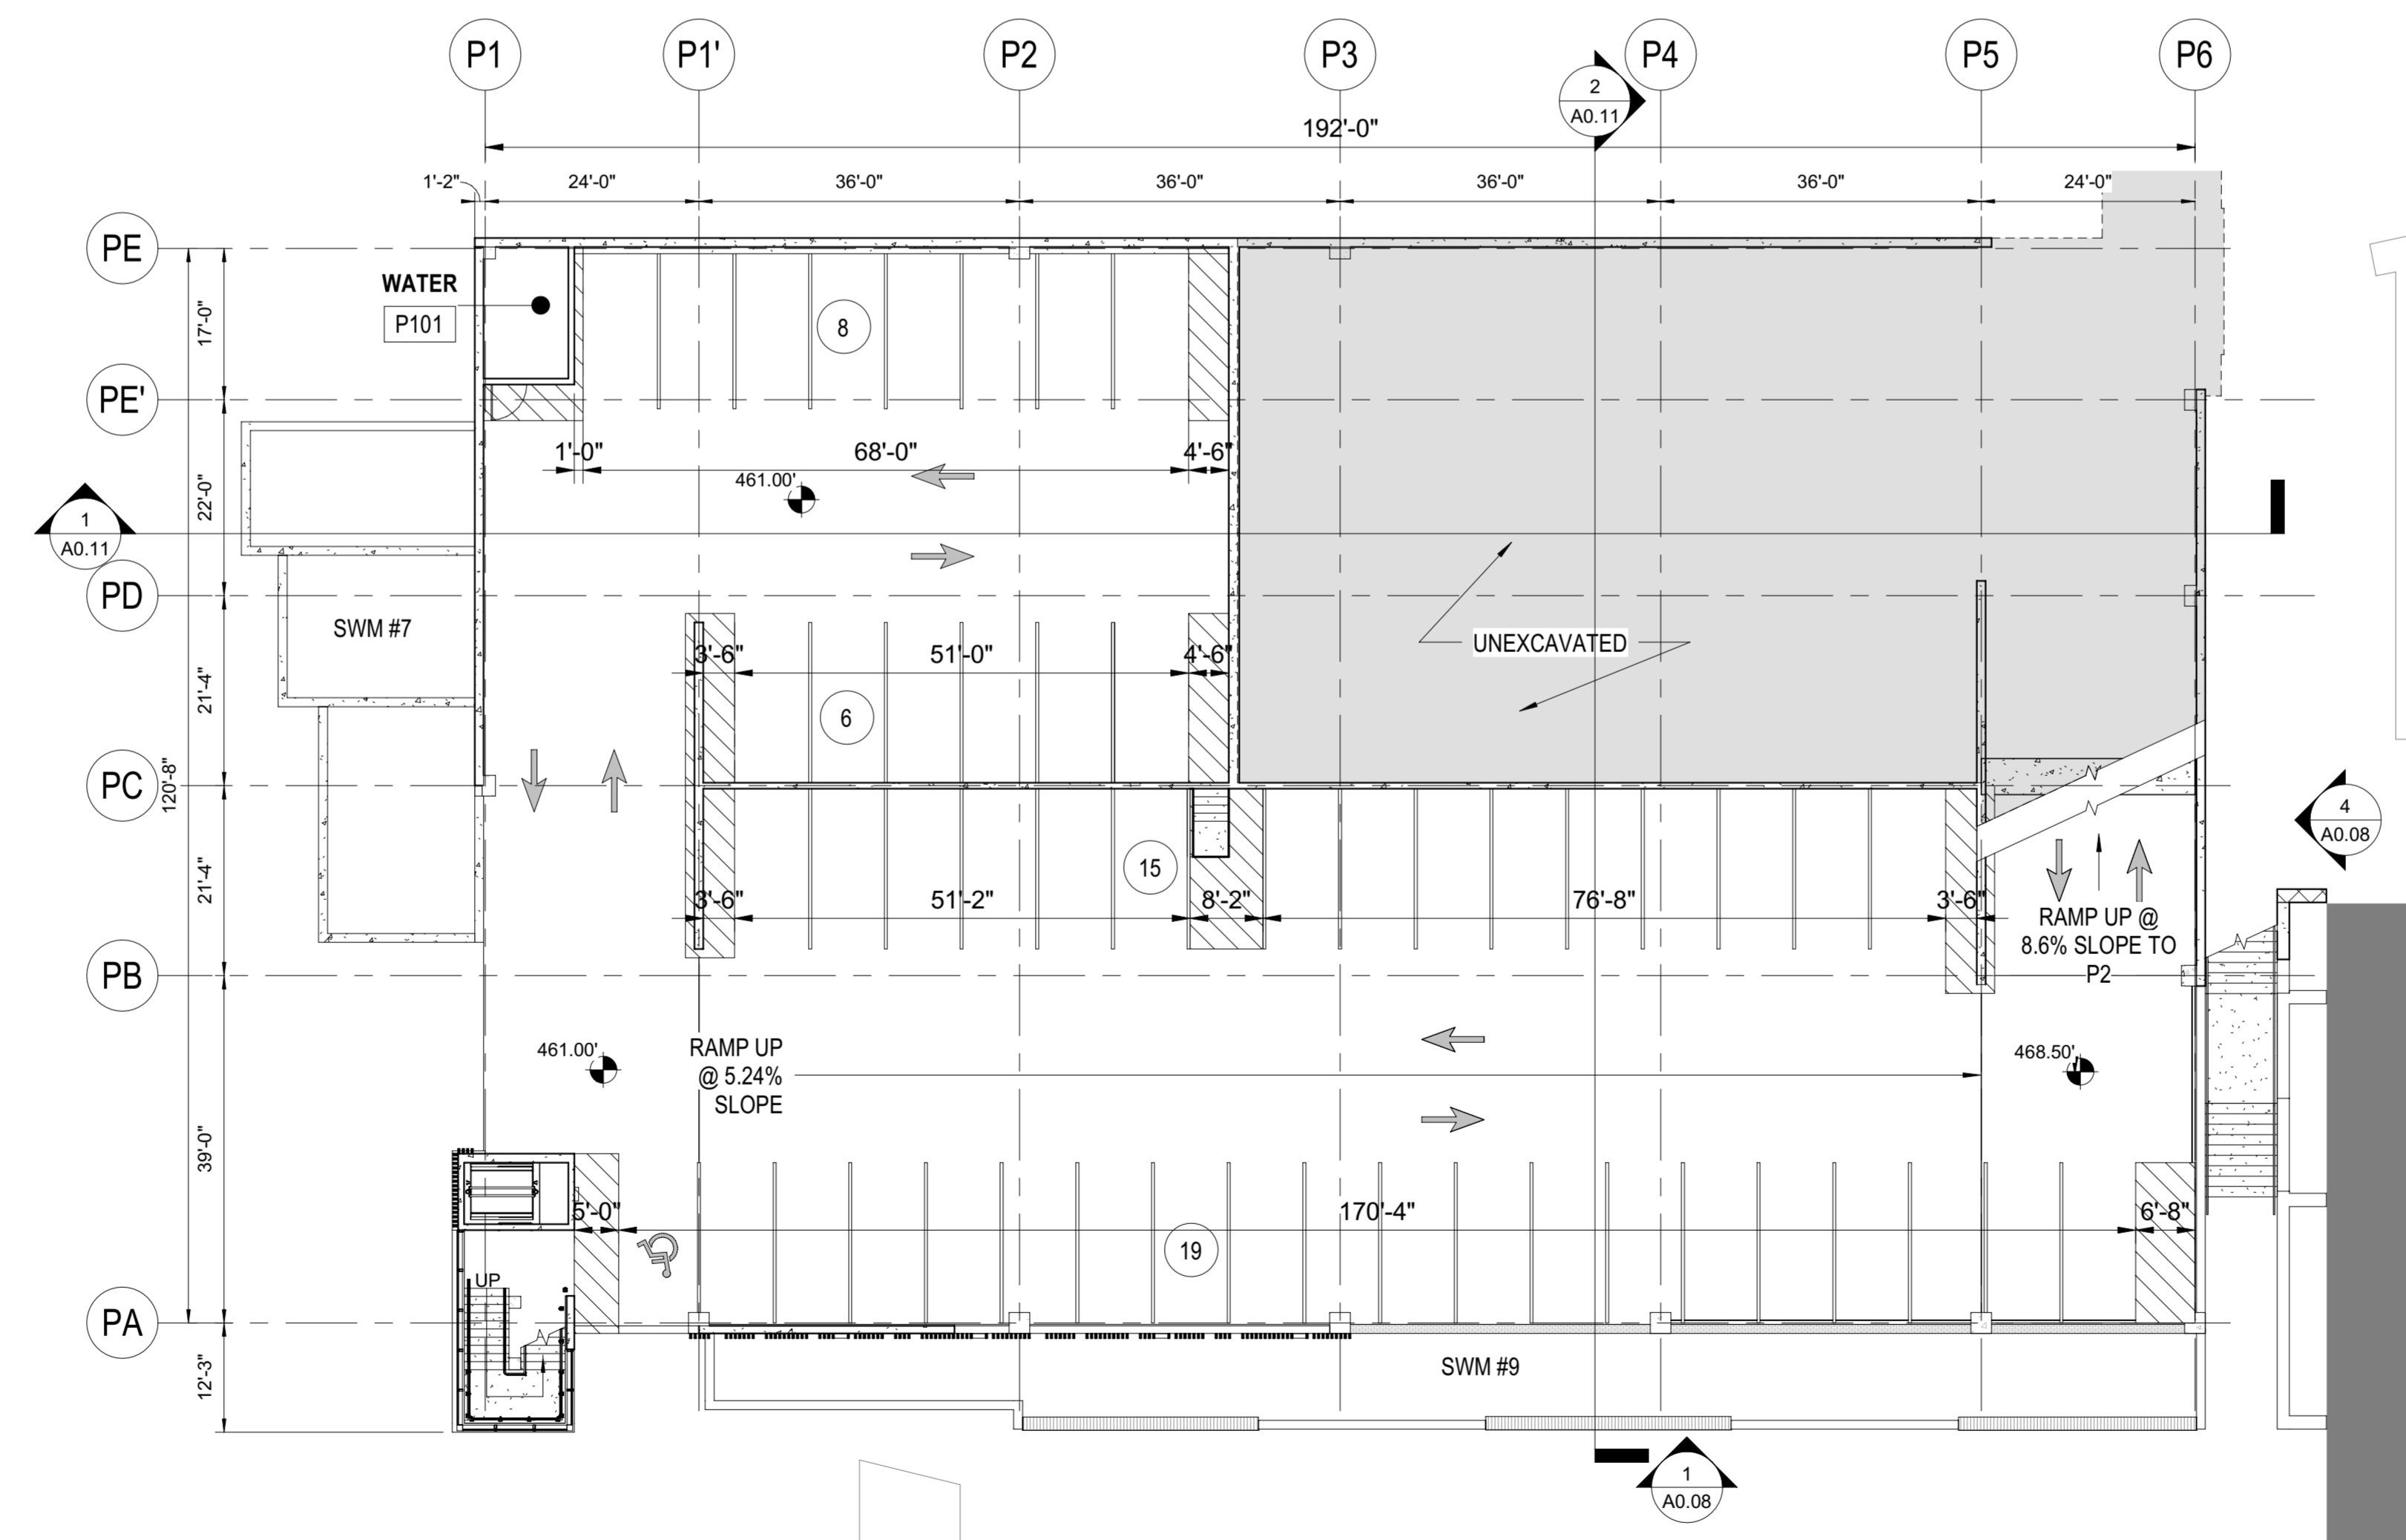 P1
P1'
P2
P3
P4
P5
P6
2
A0.11
192'-0"
1'-2"
24'-0"
36'-0"
36'-0"
36'-0"
36'-0"
24'-0"
PE
17'-0"
WATER
P101
8
PE'
22'-0"
1'-0"
68'-0"
4'-6"
461.00'
1
A0.11
PD
SWM #7
UNEXCAVATED
21'-4"
3'-6"
51'-0"
4'-6"
6
PC
120'-8"
4
A0.08
21'-4"
15
3'-6"
51'-2"
8'-2"
76'-8"
3'-6"
RAMP UP @
8.6% SLOPE TO
P2
PB
461.00'
RAMP UP
@ 5.24%
SLOPE
468.50'
39'-0"
5'-0"
170'-4"
6'-8"
19
UP
PA
12'-3"
SWM #9
1
A0.08